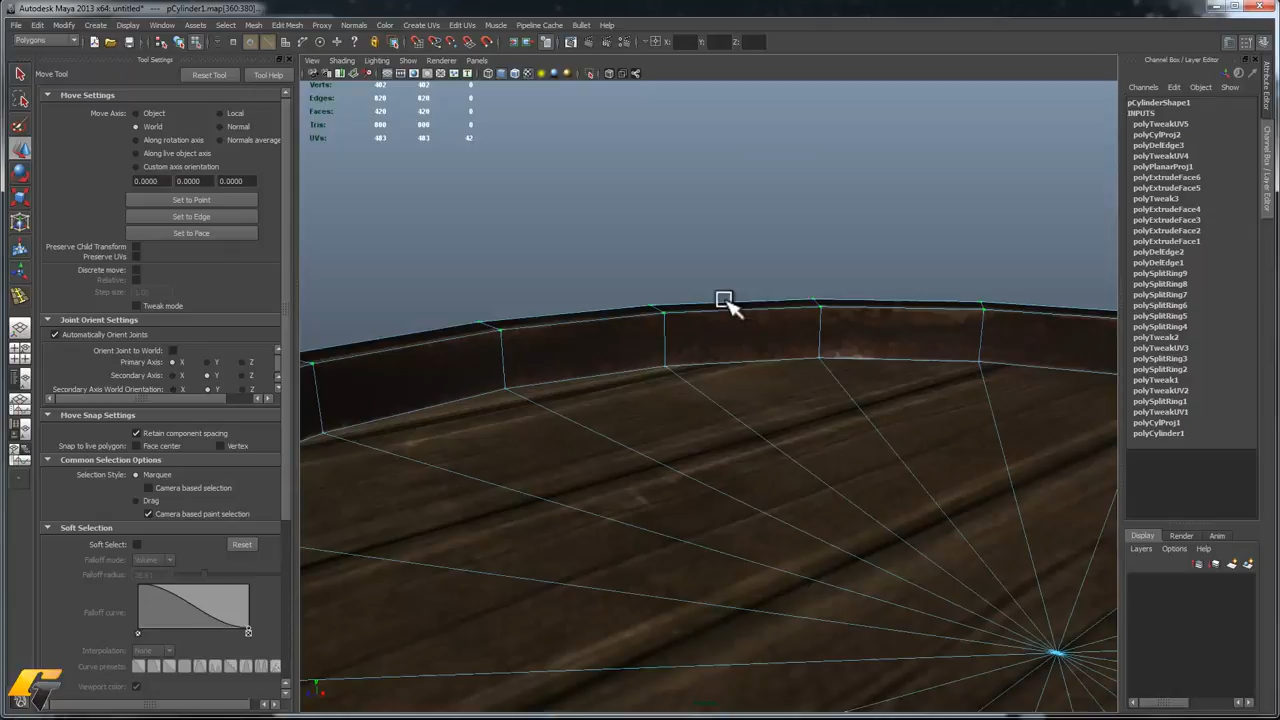 Autodesk Maya 2013 x64: untitled* --- pCylinder1.map[360:380]...
File Edit Modify Create Display Window Assets Select Mesh Edit Mesh Proxy Normals Color Create UVs Edit UVs Muscle Pipeline Cache Bullet Help
Polygons X: Y: Z:
Tool Settings
Move Tool Reset Tool Tool Help
Move Settings
Move Axis: Object Local
World Normal
Along rotation axis Normals average
Along live object axis
Custom axis orientation
0.0000 0.0000 0.0000
Set to Point
Set to Edge
Set to Face
Preserve Child Transform
Preserve UVs
Discrete move:
Relative:
Step size:
Tweak mode
Joint Orient Settings
Automatically Orient Joints
Orient Joint to World:
Primary Axis: X Y Z
Secondary Axis: X Y Z
Secondary Axis World Orientation: X Y Z
Move Snap Settings
Retain component spacing
Snap to live polygon: Face center Vertex
Common Selection Options
Selection Style: Marquee
Camera based selection
Drag
Camera based paint selection
Soft Selection
Soft Select: Reset
Falloff mode: Volume
Falloff radius:
Falloff curve:
Interpolation: None
Curve presets:
Viewport color:
View Shading Lighting Show Renderer Panels
Verts: 402 402 0
Edges: 820 820 0
Faces: 420 420 0
Tris: 800 800 0
UVs: 483 483 42
Channel Box / Layer Editor
Channels Edit Object Show
pCylinderShape1
INPUTS
polyTweakUV5
polyCylProj2
polyDelEdge3
polyTweakUV4
polyPlanarProj1
polyExtrudeFace6
polyExtrudeFace5
polyTweak3
polyExtrudeFace4
polyExtrudeFace3
polyExtrudeFace2
polyExtrudeFace1
polyDelEdge2
polyDelEdge1
polySplitRing9
polySplitRing8
polySplitRing7
polySplitRing6
polySplitRing5
polySplitRing4
polyTweak2
polyTweakUV3
polySplitRing3
polySplitRing2
polyTweak1
polyTweakUV2
polySplitRing1
polyTweakUV1
polyCylProj1
polyCylinder1
Display Render Anim
Layers Options Help
Attribute Editor
Channel Box / Layer Editor